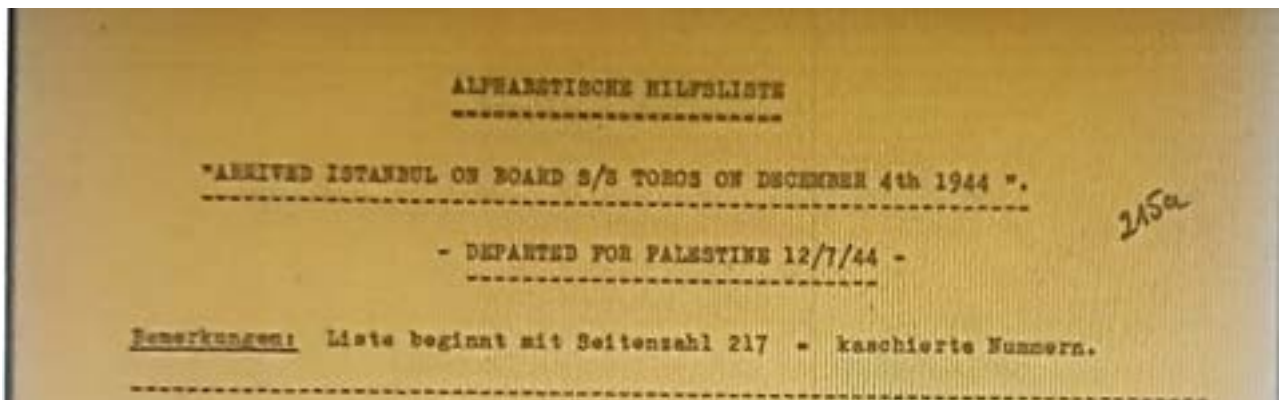 ALPHABETISCHE HILFSLISTE
"ARRIVED ISTANBUL ON BOARD S/S TOROS ON DECEMBER 4th 1944 ".
215a
- DEPARTED FOR PALESTINE 12/7/44 -
Bemerkungen: Liste beginnt mit Seitenzahl 217 - kaschierte Nummern.